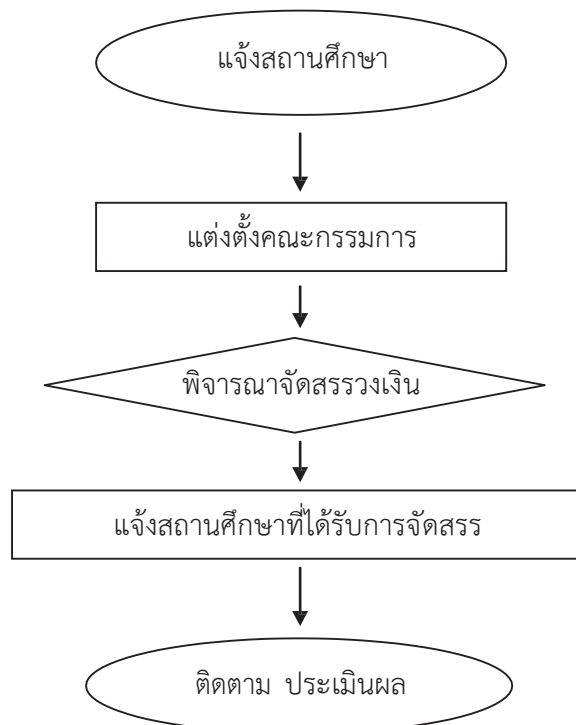 แจ้งสถานศึกษา
แต่งตั้งคณะกรรมการ
พิจารณาจัดสรรวงเงิน
แจ้งสถานศึกษาที่ได้รับการจัดสรร
ติดตาม ประเมินผล